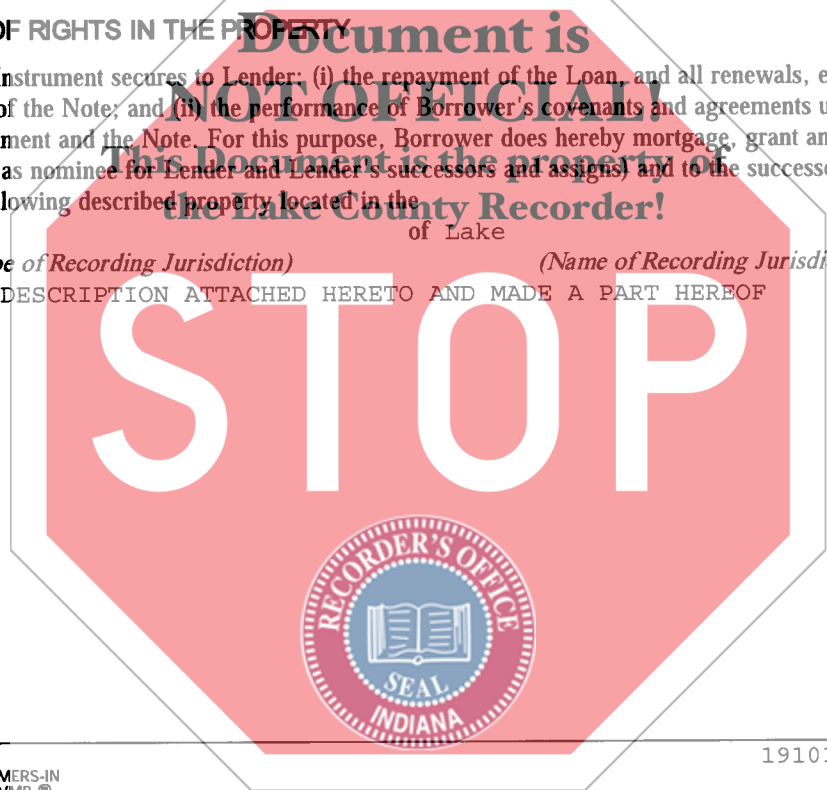 OF RIGHTS IN THE PROPERTY
Document is
Instrument secures to Lender: (i) the repayment of the Loan, and all renewals, e
NOT OFFICIAL!
of the Note; and (ii) the performance of Borrower's covenants and agreements u
ment and the Note. For this purpose, Borrower does hereby mortgage, grant an
This Document is the property of
as nominee for Lender and Lender's successors and assigns) and to the successo
lowing described property located in the
the Lake County Recorder!
of Lake
pe of Recording Jurisdiction) (Name of Recording Jurisdi
DESCRIPTION ATTACHED HERETO AND MADE A PART HEREOF
STOP
RECORDER'S OFFICE
SEAL
INDIANA
19101
MERS-IN